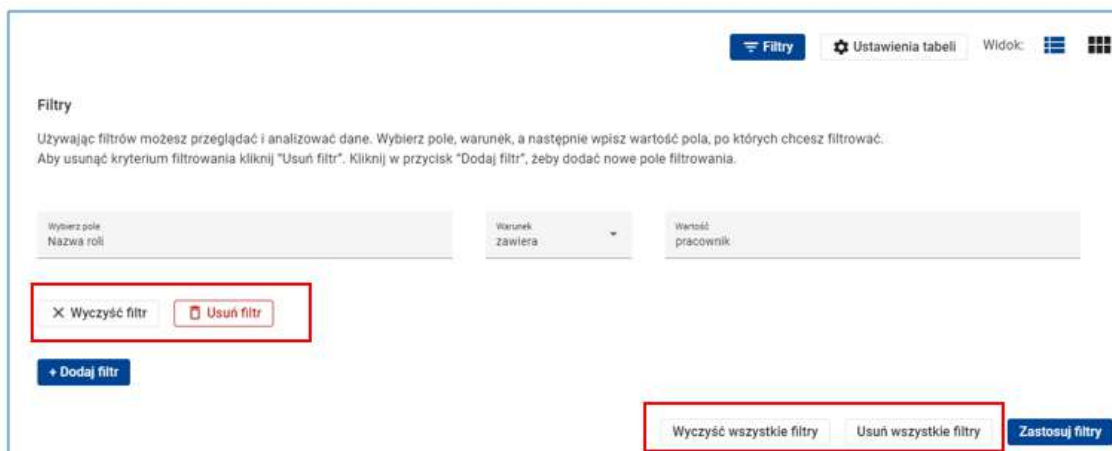 Filtry
Ustawienia tabeli
Widok:
Filtry
Używając filtrów możesz przeglądać i analizować dane. Wybierz pole, warunek, a następnie wpisz wartość pola, po których chcesz filtrować.
Aby usunąć kryterium filtrowania kliknij "Usuń filtr". Kliknij w przycisk "Dodaj filtr", żeby dodać nowe pole filtrowania.
Wybierz pole
Nazwa roli
Warunek
zawiera
Wartość
pracownik
Wyczyść filtr
Usuń filtr
+ Dodaj filtr
Wyczyść wszystkie filtry
Usuń wszystkie filtry
Zastosuj filtry